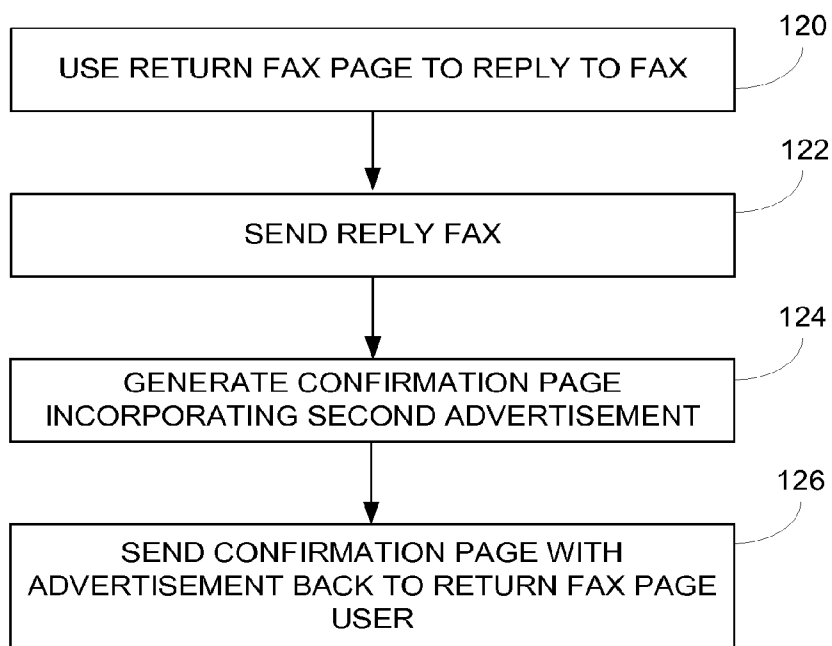 120
USE RETURN FAX PAGE TO REPLY TO FAX
122
SEND REPLY FAX
124
GENERATE CONFIRMATION PAGE
INCORPORATING SECOND ADVERTISEMENT
126
SEND CONFIRMATION PAGE WITH
ADVERTISEMENT BACK TO RETURN FAX PAGE
USER